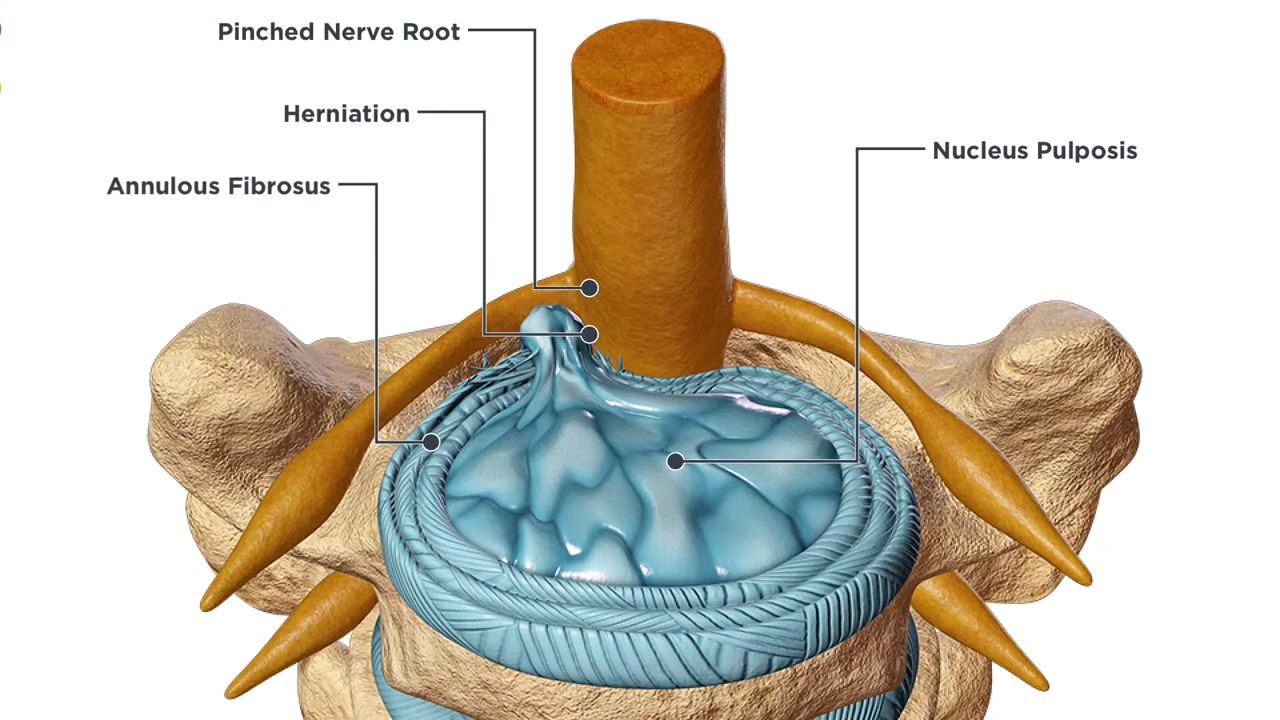 Pinched Nerve Root
Herniation
Nucleus Pulposis
Annulous Fibrosus